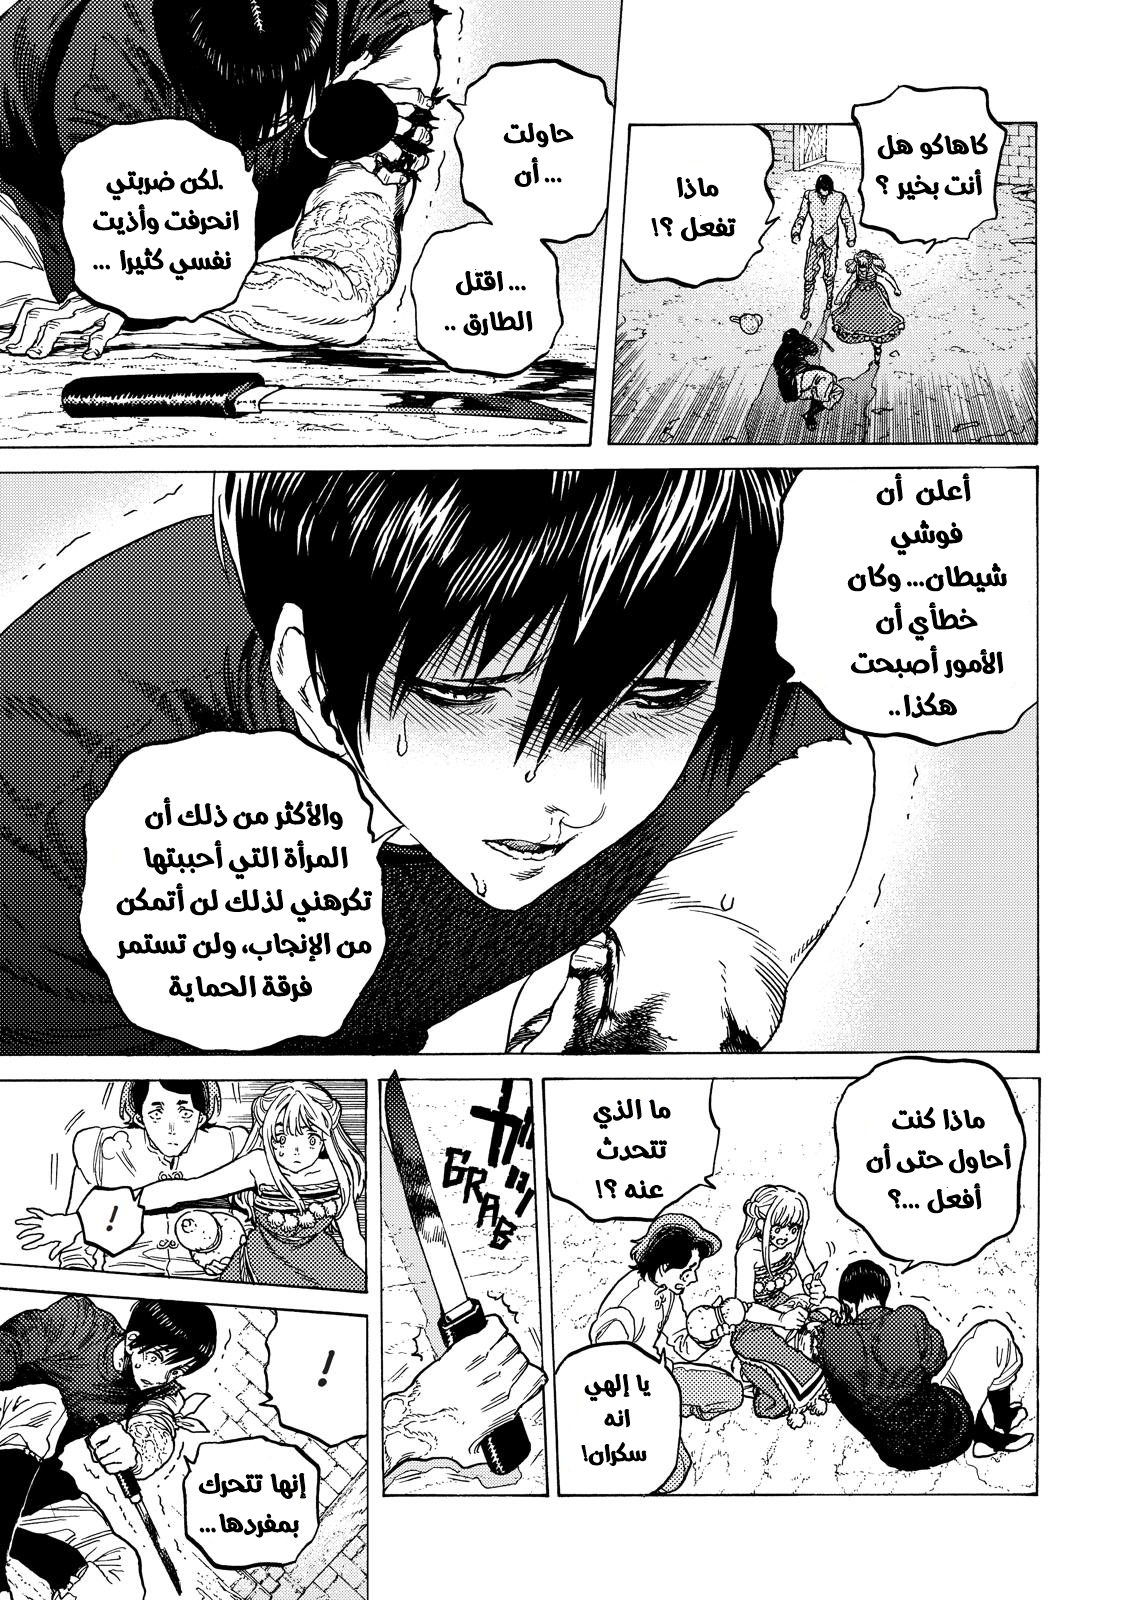 كاهاكو هل
أنت بخير ؟
ماذا
تفعل ؟!
حاولت
أن ...
... اقتل
الطارق ..
.لكن ضربتي
انحرفت وأذيت
نفسي كثيرا ...
أعلن أن
فوشي
شيطان... وكان
خطأي أن
الأمور أصبحت
هكذا..
والأكثر من ذلك أن
المرأة التي أحببتها
تكرهني لذلك لن أتمكن
من الإنجاب، ولن تستمر
فرقة الحماية
ماذا كنت
أحاول حتى أن
أفعل ...؟
ما الذي
تتحدث
عنه ؟!
يا إلهي
انه
سكران!
GRAB
!
!
إنها تتحرك
بمفردها ...